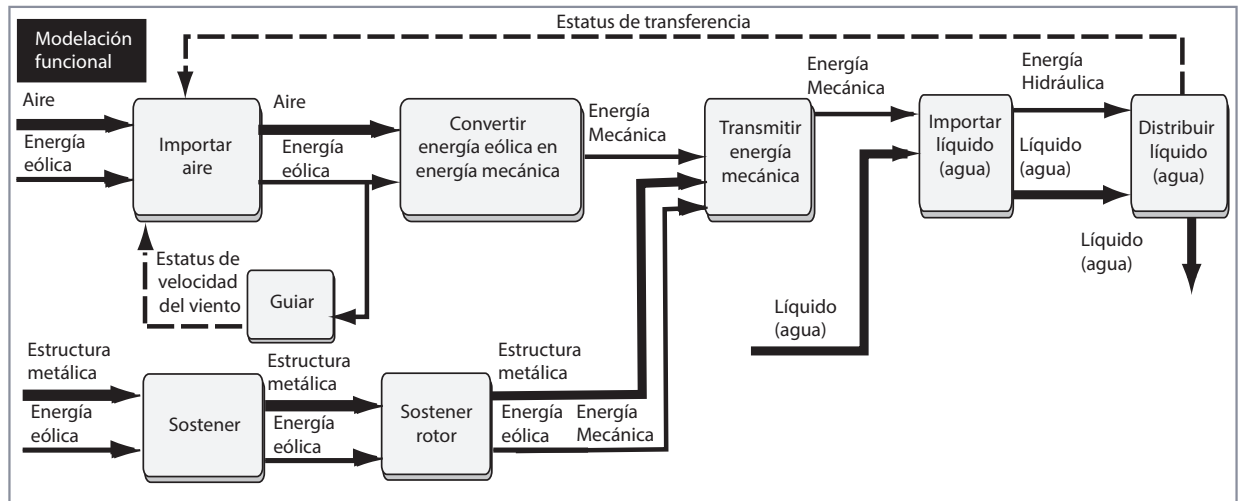 Modelación
funcional
Estatus de transferencia
Aire
Energía
eólica
Importar
aire
Aire
Energía
eólica
Convertir
energía eólica en
energía mecánica
Energía
Mecánica
Transmitir
energía
mecánica
Energía
Mecánica
Importar
líquido
(agua)
Energía
Hidráulica
Líquido
(agua)
Distribuir
líquido
(agua)
Líquido
(agua)
Estatus de
velocidad
del viento
Guiar
Líquido
(agua)
Estructura
metálica
Energía
eólica
Sostener
Estructura
metálica
Energía
eólica
Sostener
rotor
Estructura
metálica
Energía
eólica
Energía
Mecánica